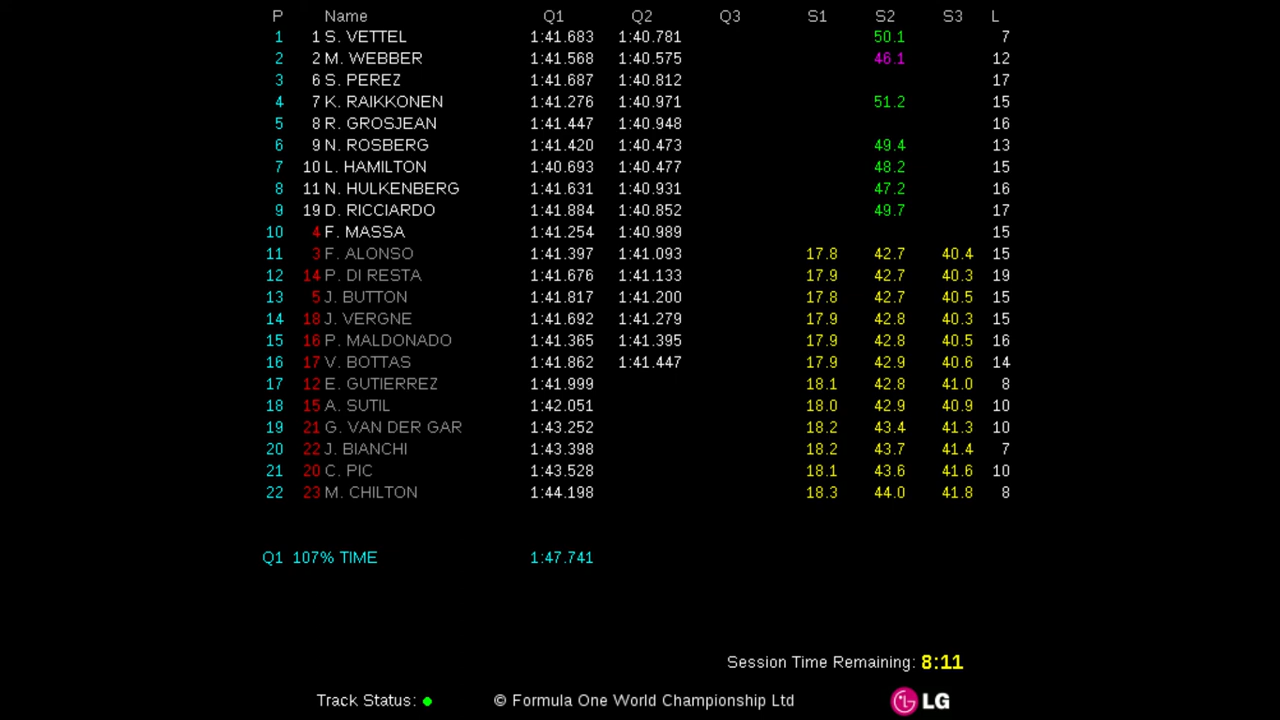 P Name Q1 Q2 Q3 S1 S2 S3 L
1 1 S. VETTEL 1:41.683 1:40.781 50.1 7
2 2 M. WEBBER 1:41.568 1:40.575 46.1 12
3 6 S. PEREZ 1:41.687 1:40.812 17
4 7 K. RAIKKONEN 1:41.276 1:40.971 51.2 15
5 8 R. GROSJEAN 1:41.447 1:40.948 16
6 9 N. ROSBERG 1:41.420 1:40.473 49.4 13
7 10 L. HAMILTON 1:40.693 1:40.477 48.2 15
8 11 N. HULKENBERG 1:41.631 1:40.931 47.2 16
9 19 D. RICCIARDO 1:41.884 1:40.852 49.7 17
10 4 F. MASSA 1:41.254 1:40.989 15
11 3 F. ALONSO 1:41.397 1:41.093 17.8 42.7 40.4 15
12 14 P. DI RESTA 1:41.676 1:41.133 17.9 42.7 40.3 19
13 5 J. BUTTON 1:41.817 1:41.200 17.8 42.7 40.5 15
14 18 J. VERGNE 1:41.692 1:41.279 17.9 42.8 40.3 15
15 16 P. MALDONADO 1:41.365 1:41.395 17.9 42.8 40.5 16
16 17 V. BOTTAS 1:41.862 1:41.447 17.9 42.9 40.6 14
17 12 E. GUTIERREZ 1:41.999 18.1 42.8 41.0 8
18 15 A. SUTIL 1:42.051 18.0 42.9 40.9 10
19 21 G. VAN DER GAR 1:43.252 18.2 43.4 41.3 10
20 22 J. BIANCHI 1:43.398 18.2 43.7 41.4 7
21 20 C. PIC 1:43.528 18.1 43.6 41.6 10
22 23 M. CHILTON 1:44.198 18.3 44.0 41.8 8
Q1 107% TIME 1:47.741
Session Time Remaining: 8:11
Track Status: © Formula One World Championship Ltd LG